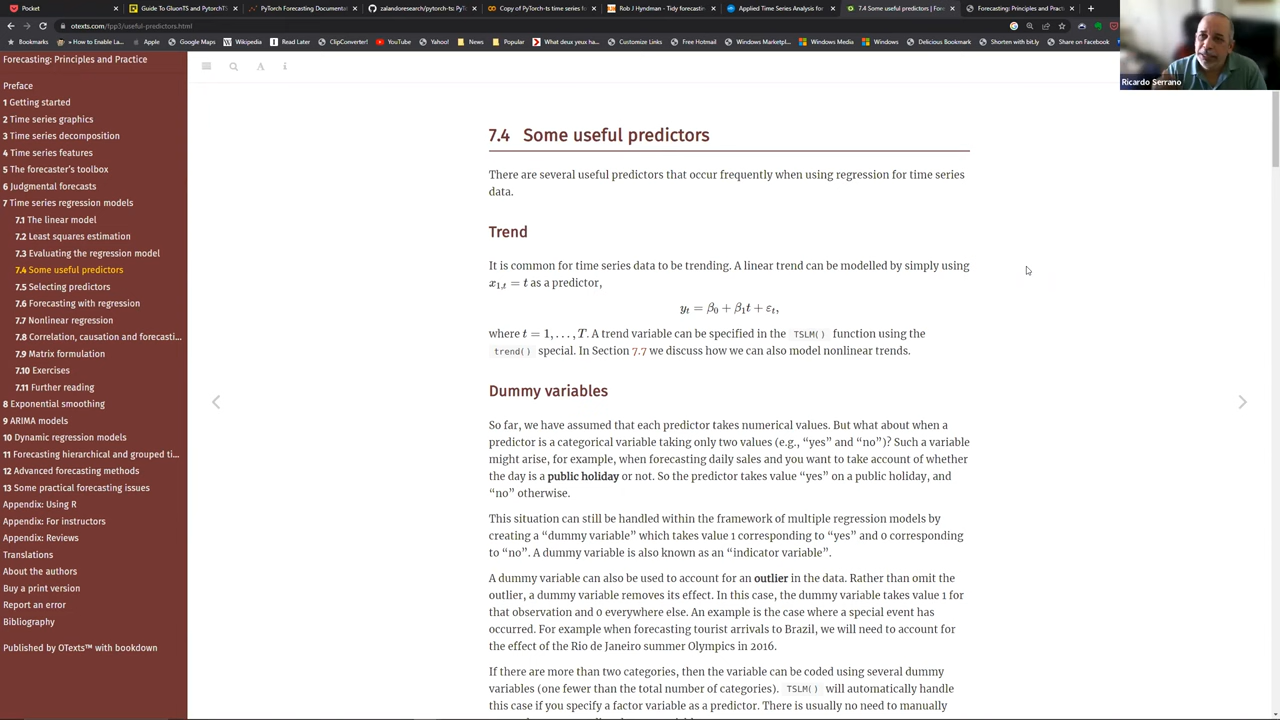 Pocket
Guide To GluonTS and PytorchTS
PyTorch Forecasting Documentat
zalandoresearch/pytorch-ts: PyTo
Copy of PyTorch-ts time series for
Rob J Hyndman - Tidy forecasting
Applied Time Series Analysis for
7.4 Some useful predictors | Fore
Forecasting: Principles and Practi
otexts.com/fpp3/useful-predictors.html
Bookmarks
» How to Enable La...
Apple
Google Maps
Wikipedia
Read Later
ClipConverter!
YouTube
Yahoo!
News
Popular
What deux yeux ha...
Customize Links
Free Hotmail
Windows Marketpl...
Windows Media
Windows
Delicious Bookmark
Shorten with bit.ly
Share on Facebook
Ricardo Serrano
Forecasting: Principles and Practice
Preface
1 Getting started
2 Time series graphics
3 Time series decomposition
4 Time series features
5 The forecaster's toolbox
6 Judgmental forecasts
7 Time series regression models
7.1 The linear model
7.2 Least squares estimation
7.3 Evaluating the regression model
7.4 Some useful predictors
7.5 Selecting predictors
7.6 Forecasting with regression
7.7 Nonlinear regression
7.8 Correlation, causation and forecasti...
7.9 Matrix formulation
7.10 Exercises
7.11 Further reading
8 Exponential smoothing
9 ARIMA models
10 Dynamic regression models
11 Forecasting hierarchical and grouped ti...
12 Advanced forecasting methods
13 Some practical forecasting issues
Appendix: Using R
Appendix: For instructors
Appendix: Reviews
Translations
About the authors
Buy a print version
Report an error
Bibliography
Published by OTexts™ with bookdown
7.4 Some useful predictors
There are several useful predictors that occur frequently when using regression for time series
data.
Trend
It is common for time series data to be trending. A linear trend can be modelled by simply using
x₁,ₜ = t as a predictor,
yₜ = β₀ + β₁t + εₜ,
where t = 1, . . . , T. A trend variable can be specified in the TSLM() function using the
trend() special. In Section 7.7 we discuss how we can also model nonlinear trends.
Dummy variables
So far, we have assumed that each predictor takes numerical values. But what about when a
predictor is a categorical variable taking only two values (e.g., “yes” and “no”)? Such a variable
might arise, for example, when forecasting daily sales and you want to take account of whether
the day is a public holiday or not. So the predictor takes value “yes” on a public holiday, and
“no” otherwise.
This situation can still be handled within the framework of multiple regression models by
creating a “dummy variable” which takes value 1 corresponding to “yes” and 0 corresponding
to “no”. A dummy variable is also known as an “indicator variable”.
A dummy variable can also be used to account for an outlier in the data. Rather than omit the
outlier, a dummy variable removes its effect. In this case, the dummy variable takes value 1 for
that observation and 0 everywhere else. An example is the case where a special event has
occurred. For example when forecasting tourist arrivals to Brazil, we will need to account for
the effect of the Rio de Janeiro summer Olympics in 2016.
If there are more than two categories, then the variable can be coded using several dummy
variables (one fewer than the total number of categories). TSLM() will automatically handle
this case if you specify a factor variable as a predictor. There is usually no need to manually